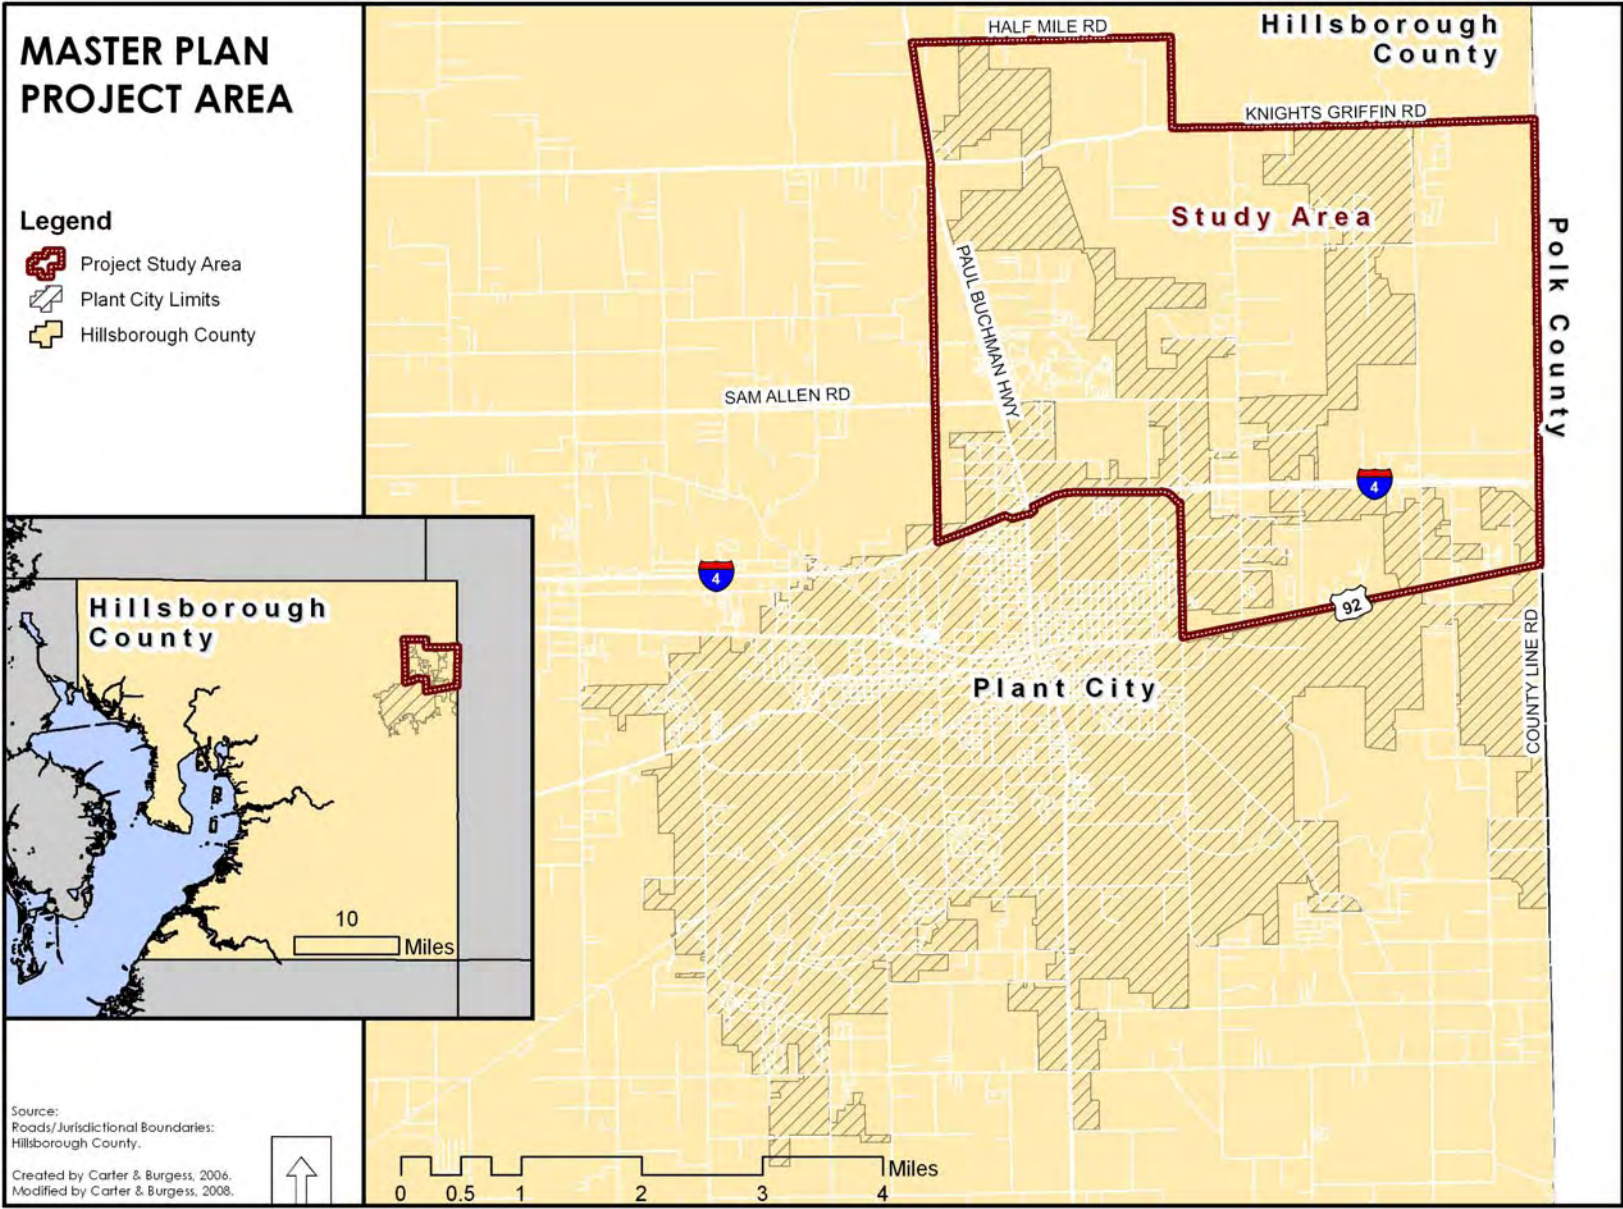 MASTER PLAN
PROJECT AREA
Legend
Project Study Area
Plant City Limits
Hillsborough County
HALF MILE RD
Hillsborough
County
KNIGHTS GRIFFIN RD
Study Area
Polk County
PAUL BUCHMAN HWY
SAM ALLEN RD
4
4
92
COUNTY LINE RD
Plant City
Hillsborough
County
10
Miles
Source:
Roads/Jurisdictional Boundaries:
Hillsborough County.
Created by Carter & Burgess, 2006.
Modified by Carter & Burgess, 2008.
Miles
0 0.5 1 2 3 4